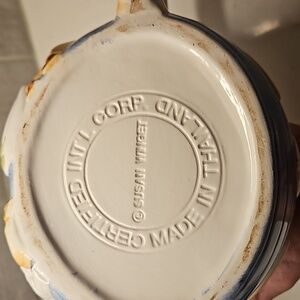 CERTIFIED INT'L CORP.
MADE IN THAILAND
© SUSAN WINGET